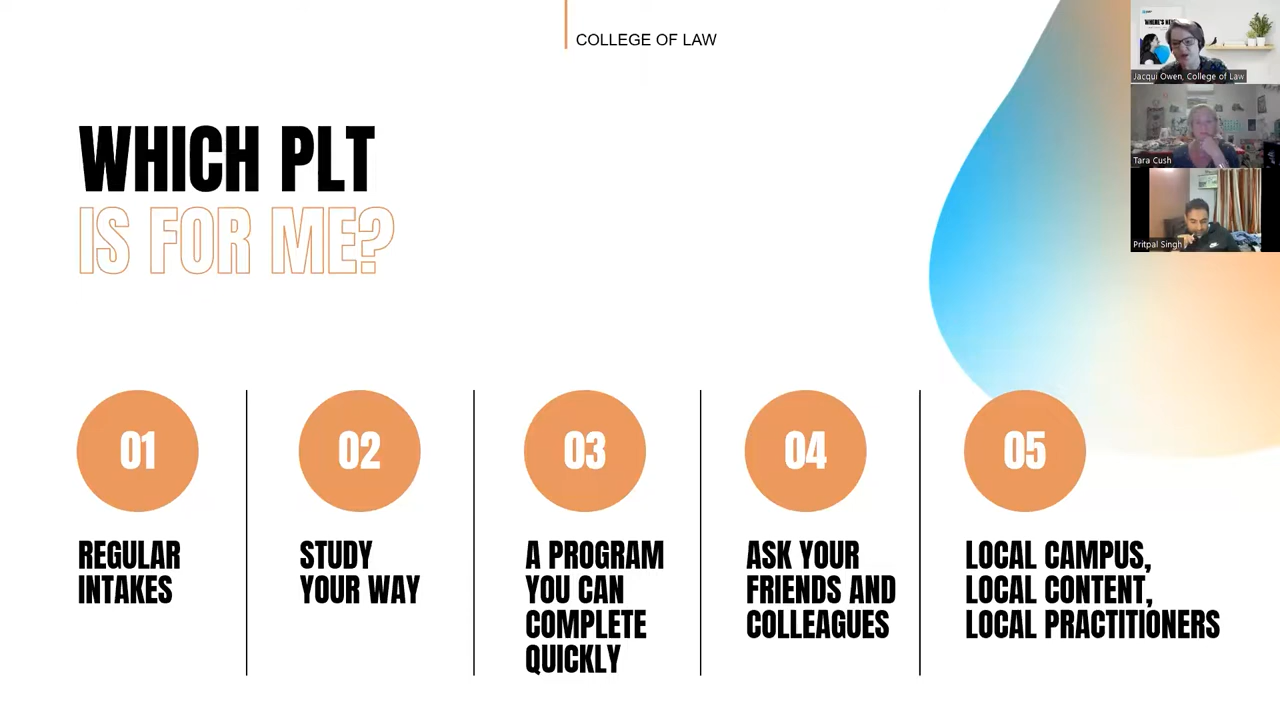 COLLEGE OF LAW
WHICH PLT
IS FOR ME?
01
REGULAR
INTAKES
02
STUDY
YOUR WAY
03
A PROGRAM
YOU CAN
COMPLETE
QUICKLY
04
ASK YOUR
FRIENDS AND
COLLEAGUES
05
LOCAL CAMPUS,
LOCAL CONTENT,
LOCAL PRACTITIONERS
Jacqui Owen, College of Law
Tara Cush
Pritpal Singh